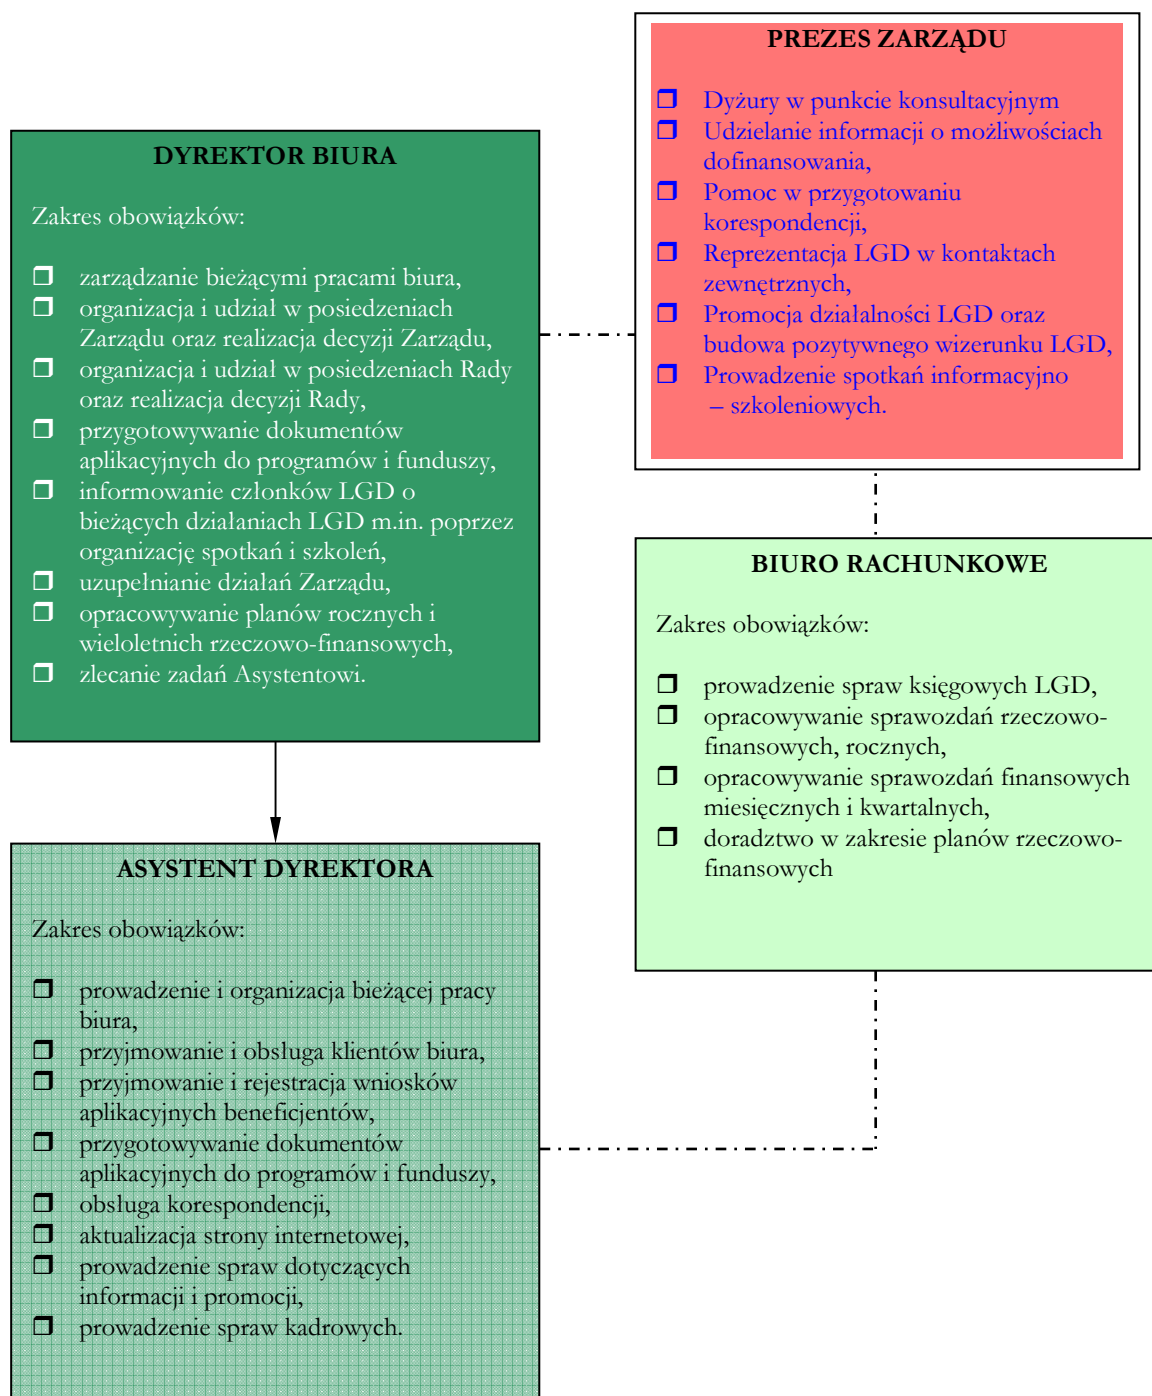 PREZES ZARZĄDU
❒ Dyżury w punkcie konsultacyjnym
❒ Udzielanie informacji o możliwościach
dofinansowania,
❒ Pomoc w przygotowaniu
korespondencji,
❒ Reprezentacja LGD w kontaktach
zewnętrznych,
❒ Promocja działalności LGD oraz
budowa pozytywnego wizerunku LGD,
❒ Prowadzenie spotkań informacyjno
– szkoleniowych.
DYREKTOR BIURA
Zakres obowiązków:
❒ zarządzanie bieżącymi pracami biura,
❒ organizacja i udział w posiedzeniach
Zarządu oraz realizacja decyzji Zarządu,
❒ organizacja i udział w posiedzeniach Rady
oraz realizacja decyzji Rady,
❒ przygotowywanie dokumentów
aplikacyjnych do programów i funduszy,
❒ informowanie członków LGD o
bieżących działaniach LGD m.in. poprzez
organizację spotkań i szkoleń,
❒ uzupełnianie działań Zarządu,
❒ opracowywanie planów rocznych i
wieloletnich rzeczowo-finansowych,
❒ zlecanie zadań Asystentowi.
BIURO RACHUNKOWE
Zakres obowiązków:
❒ prowadzenie spraw księgowych LGD,
❒ opracowywanie sprawozdań rzeczowo-
finansowych, rocznych,
❒ opracowywanie sprawozdań finansowych
miesięcznych i kwartalnych,
❒ doradztwo w zakresie planów rzeczowo-
finansowych
ASYSTENT DYREKTORA
Zakres obowiązków:
❒ prowadzenie i organizacja bieżącej pracy
biura,
❒ przyjmowanie i obsługa klientów biura,
❒ przyjmowanie i rejestracja wniosków
aplikacyjnych beneficjentów,
❒ przygotowywanie dokumentów
aplikacyjnych do programów i funduszy,
❒ obsługa korespondencji,
❒ aktualizacja strony internetowej,
❒ prowadzenie spraw dotyczących
informacji i promocji,
❒ prowadzenie spraw kadrowych.